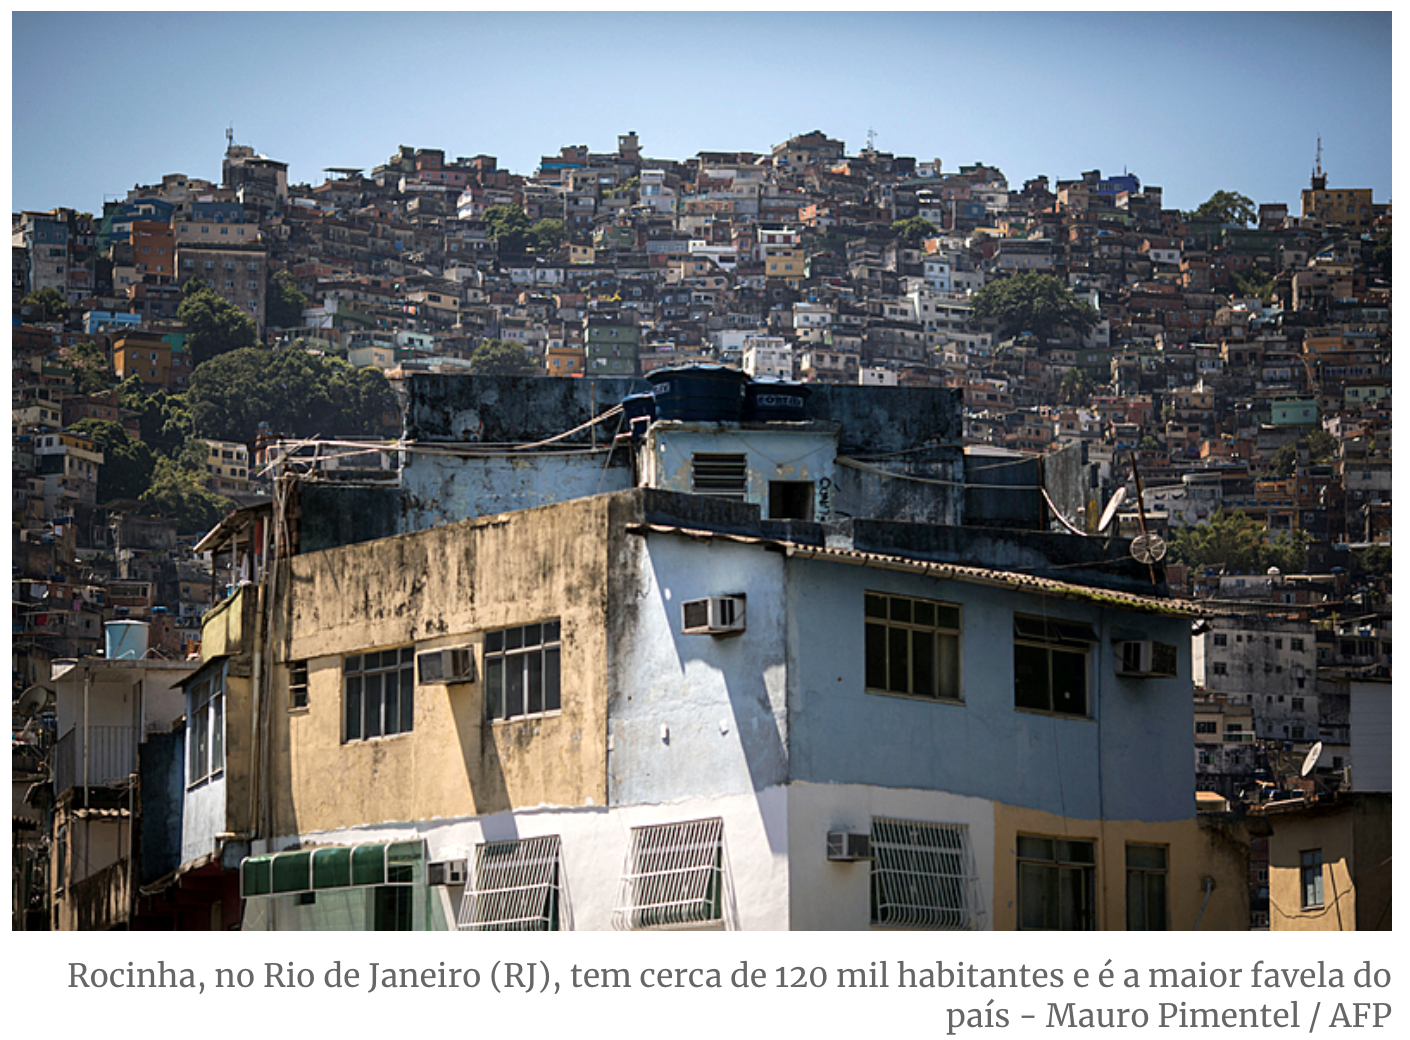 Rocinha, no Rio de Janeiro (RJ), tem cerca de 120 mil habitantes e é a maior favela do
país - Mauro Pimentel / AFP